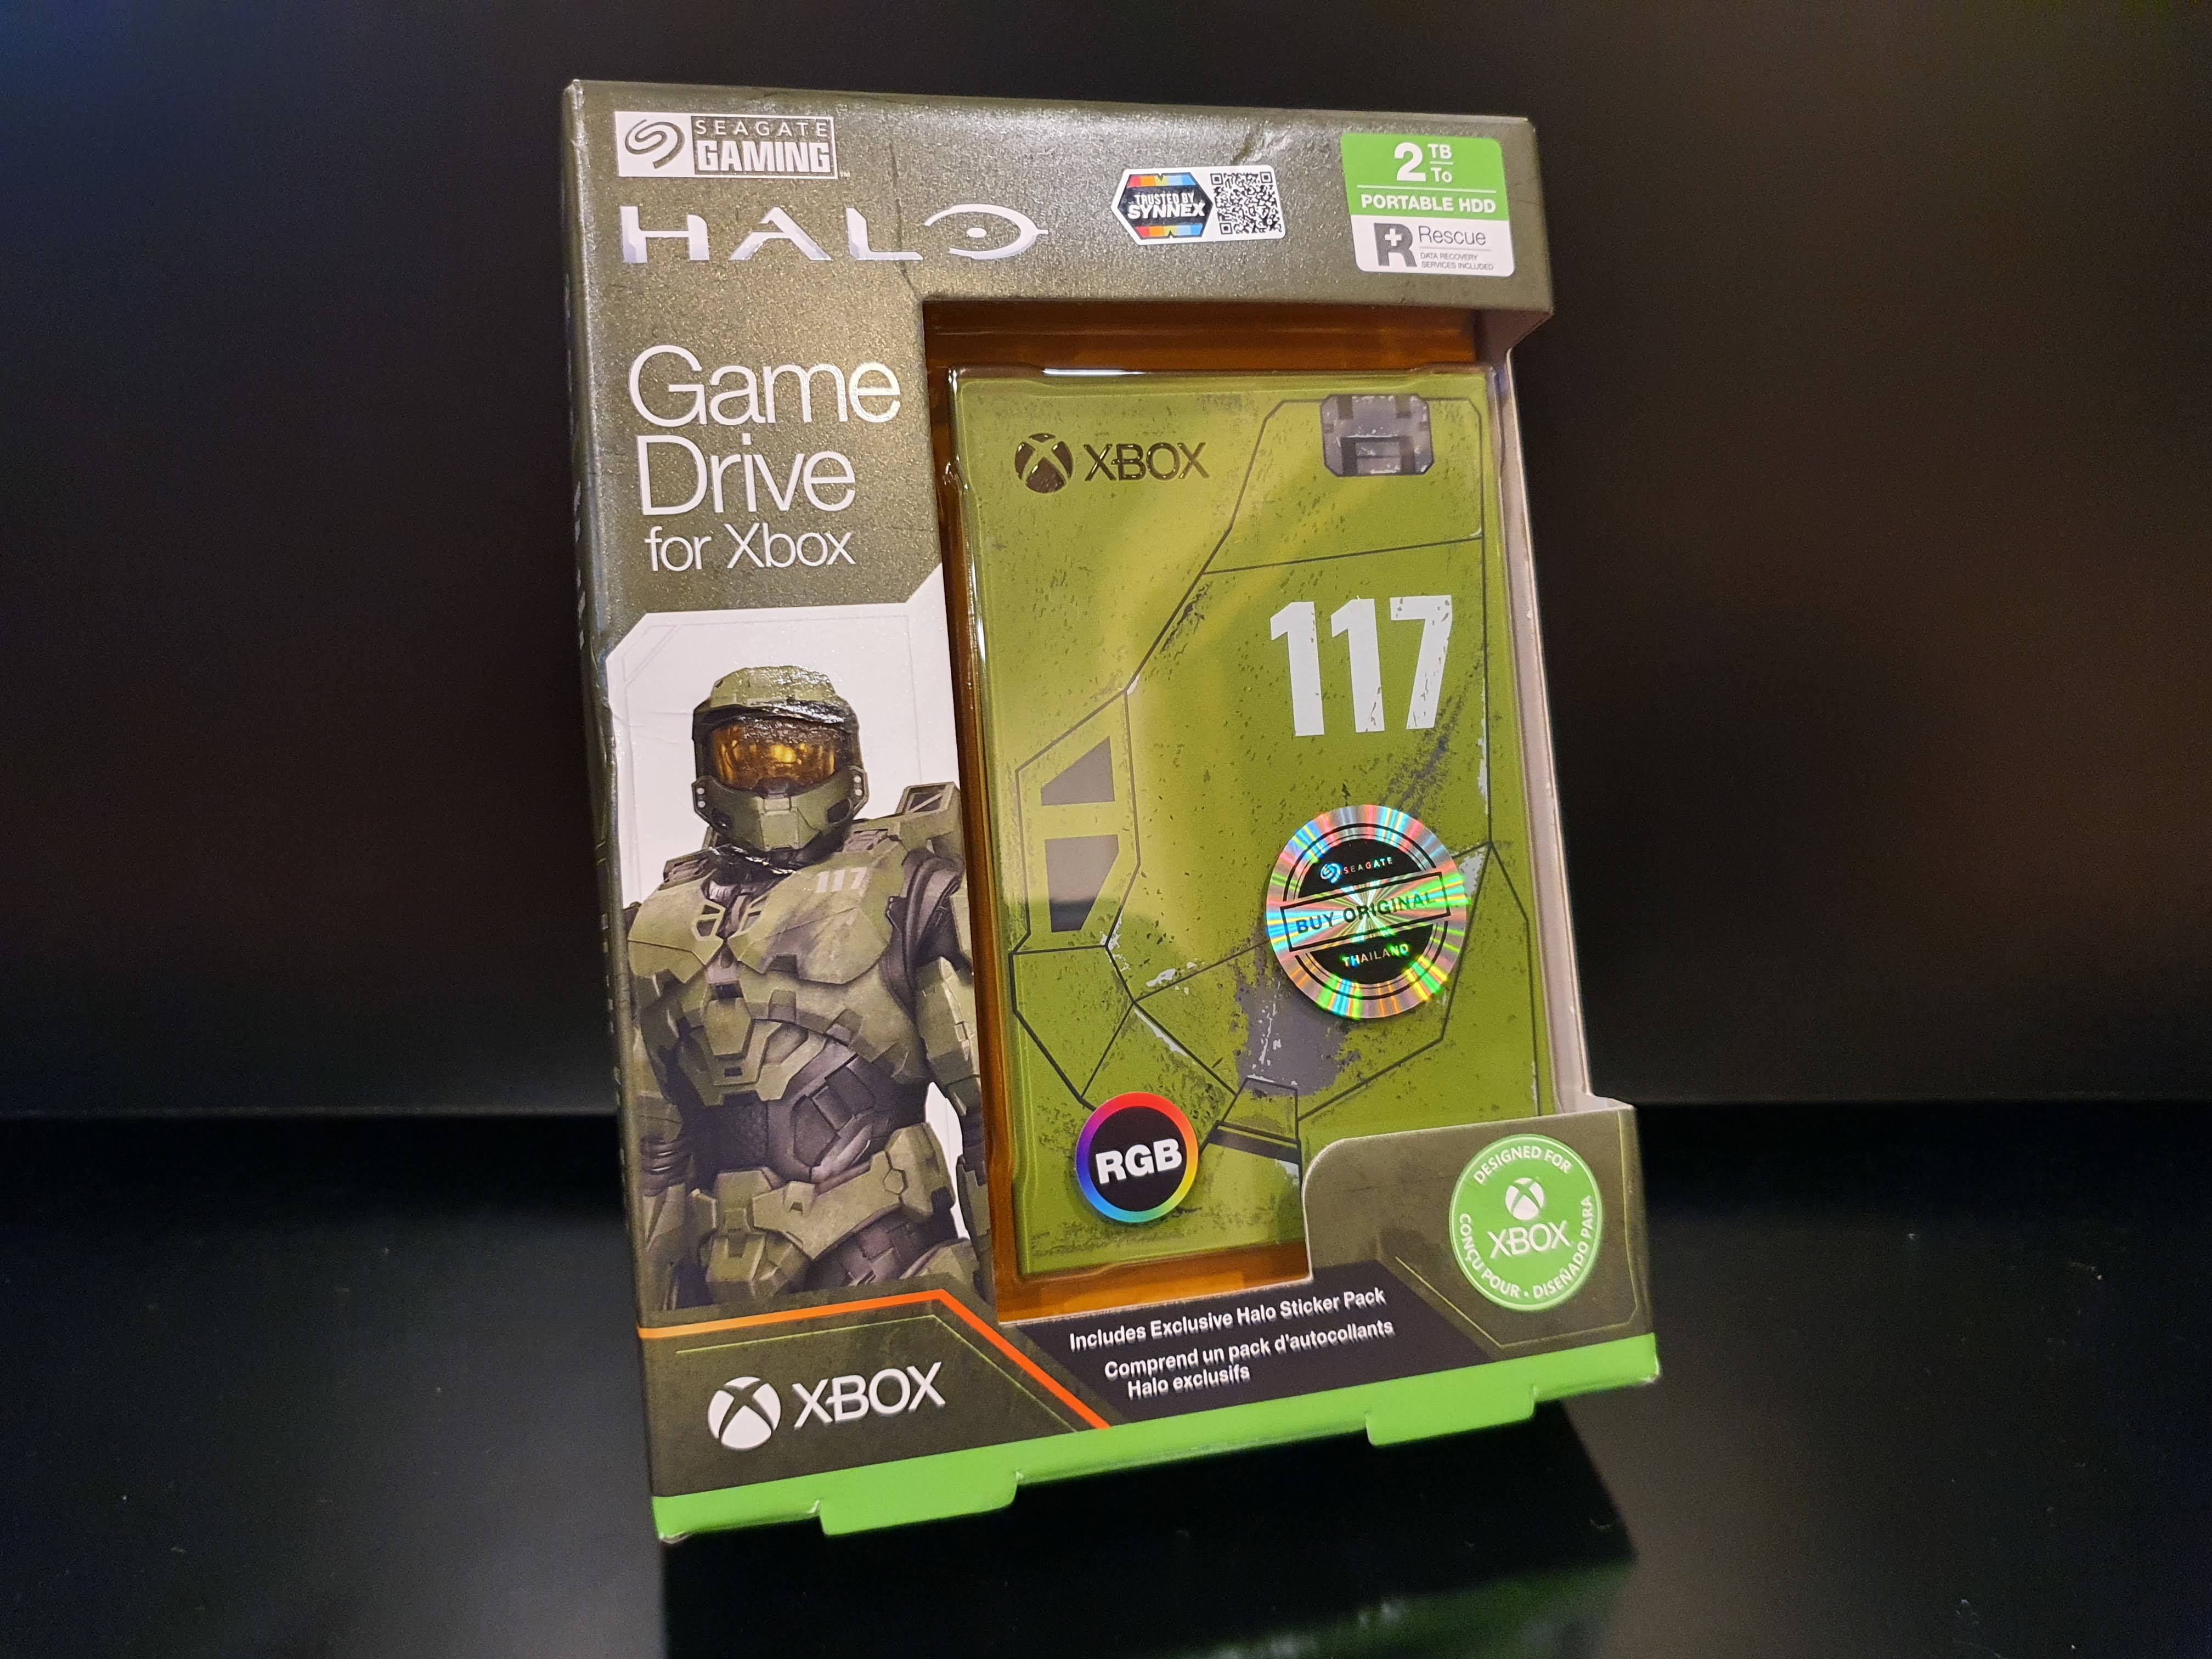 SEAGATE
GAMING
HALO
TRUSTED BY
SYNNEX
2 TB
To
PORTABLE HDD
R Rescue
DATA RECOVERY
SERVICES INCLUDED
Game
Drive
for Xbox
XBOX
117
117
SEAGATE
BUY ORIGINAL
THAILAND
RGB
DESIGNED FOR
XBOX
CONÇU POUR • DISEÑADO PARA
Includes Exclusive Halo Sticker Pack
Comprend un pack d'autocollants
Halo exclusifs
XBOX